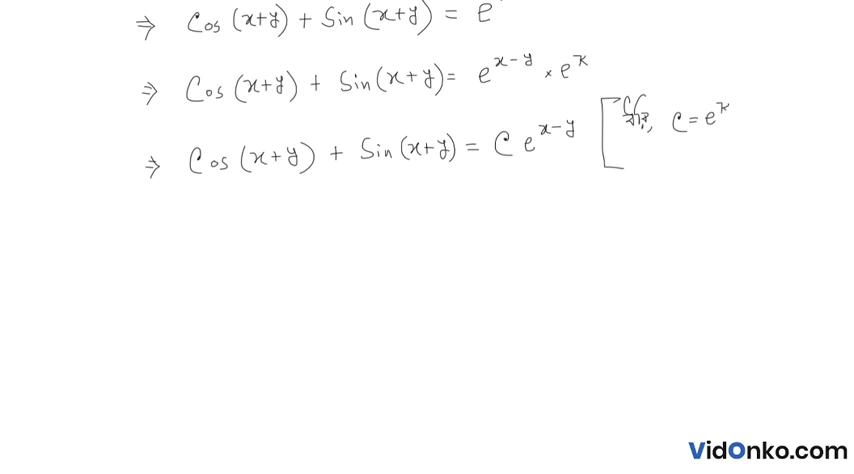 ⇒ Cos (x+y) + Sin (x+y) = e
⇒ Cos (x+y) + Sin (x+y) = e^{x-y} × e^k
⇒ Cos (x+y) + Sin (x+y) = C e^{x-y} [ C = e^k
VidOnko.com